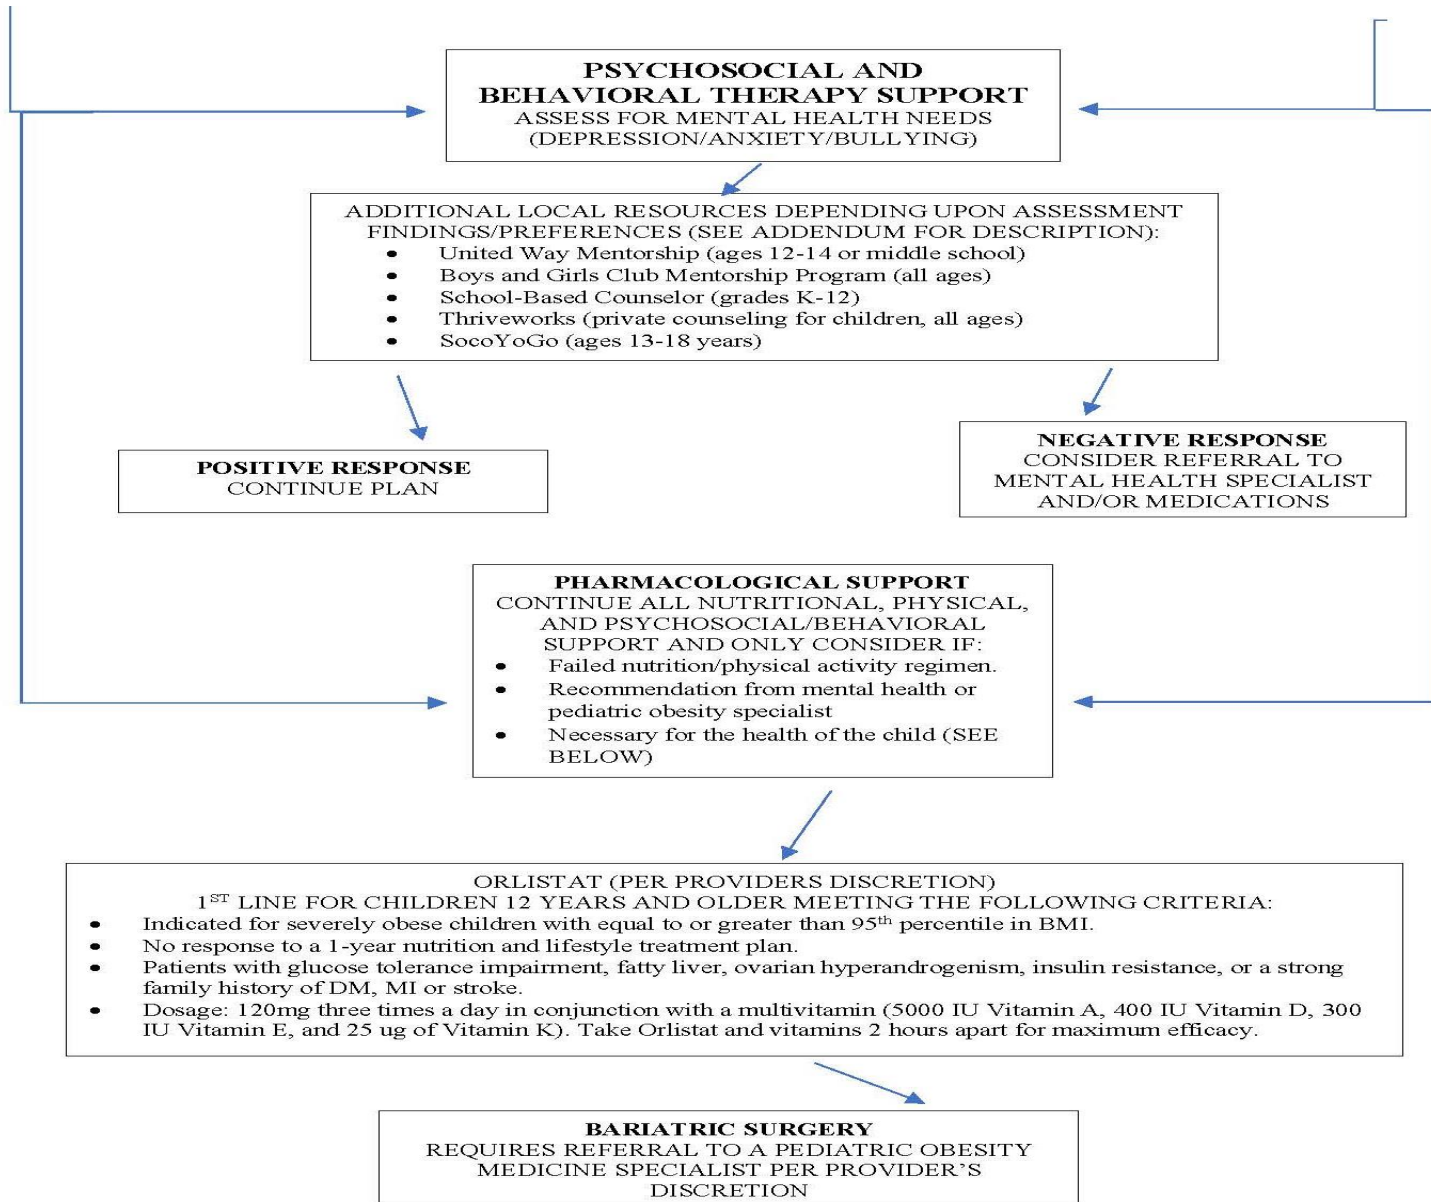 PSYCHOSOCIAL AND
BEHAVIORAL THERAPY SUPPORT
ASSESS FOR MENTAL HEALTH NEEDS
(DEPRESSION/ANXIETY/BULLYING)
ADDITIONAL LOCAL RESOURCES DEPENDING UPON ASSESSMENT
FINDINGS/PREFERENCES (SEE ADDENDUM FOR DESCRIPTION):
• United Way Mentorship (ages 12-14 or middle school)
• Boys and Girls Club Mentorship Program (all ages)
• School-Based Counselor (grades K-12)
• Thriveworks (private counseling for children, all ages)
• SocoYoGo (ages 13-18 years)
POSITIVE RESPONSE
CONTINUE PLAN
NEGATIVE RESPONSE
CONSIDER REFERRAL TO
MENTAL HEALTH SPECIALIST
AND/OR MEDICATIONS
PHARMACOLOGICAL SUPPORT
CONTINUE ALL NUTRITIONAL, PHYSICAL,
AND PSYCHOSOCIAL/BEHAVIORAL
SUPPORT AND ONLY CONSIDER IF:
• Failed nutrition/physical activity regimen.
• Recommendation from mental health or
pediatric obesity specialist
• Necessary for the health of the child (SEE
BELOW)
ORLISTAT (PER PROVIDERS DISCRETION)
1ST LINE FOR CHILDREN 12 YEARS AND OLDER MEETING THE FOLLOWING CRITERIA:
• Indicated for severely obese children with equal to or greater than 95th percentile in BMI.
• No response to a 1-year nutrition and lifestyle treatment plan.
• Patients with glucose tolerance impairment, fatty liver, ovarian hyperandrogenism, insulin resistance, or a strong
family history of DM, MI or stroke.
• Dosage: 120mg three times a day in conjunction with a multivitamin (5000 IU Vitamin A, 400 IU Vitamin D, 300
IU Vitamin E, and 25 ug of Vitamin K). Take Orlistat and vitamins 2 hours apart for maximum efficacy.
BARIATRIC SURGERY
REQUIRES REFERRAL TO A PEDIATRIC OBESITY
MEDICINE SPECIALIST PER PROVIDER'S
DISCRETION